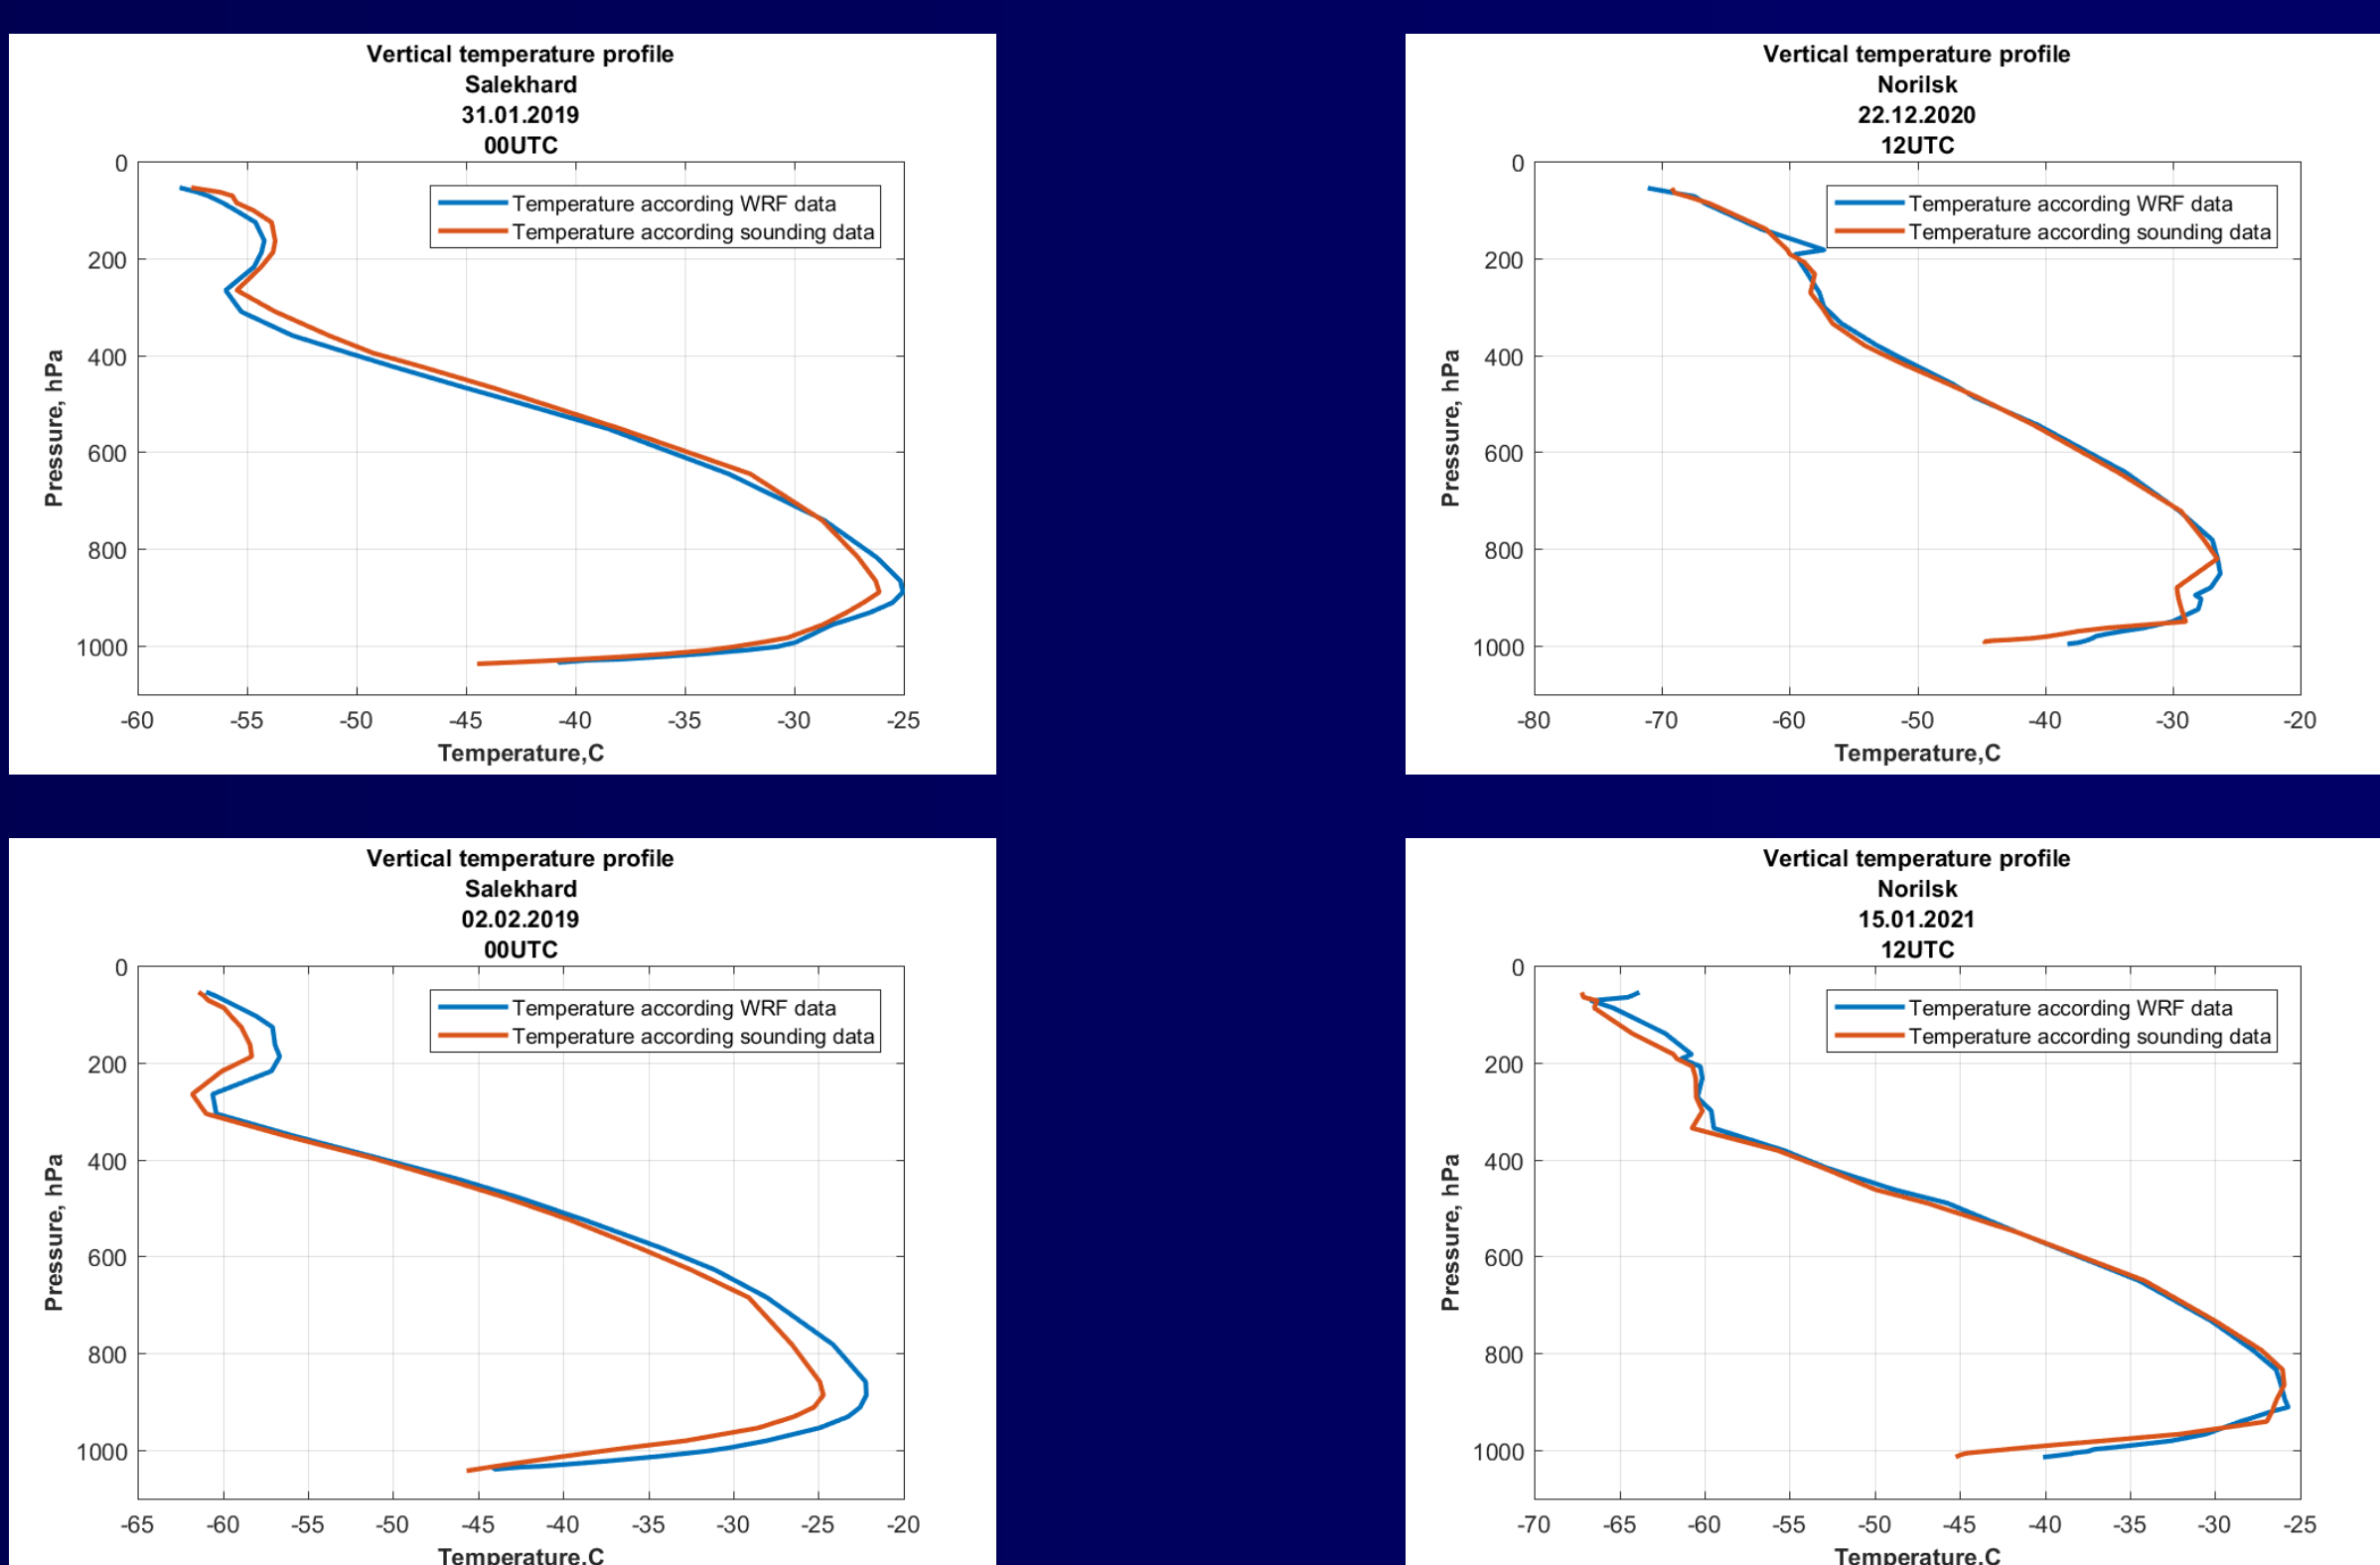 Vertical temperature profile
Salekhard
31.01.2019
00UTC
Temperature according WRF data
Temperature according sounding data
0
200
400
600
800
1000
Pressure, hPa
-60 -55 -50 -45 -40 -35 -30 -25
Temperature,C
Vertical temperature profile
Norilsk
22.12.2020
12UTC
Temperature according WRF data
Temperature according sounding data
0
200
400
600
800
1000
Pressure, hPa
-80 -70 -60 -50 -40 -30 -20
Temperature,C
Vertical temperature profile
Salekhard
02.02.2019
00UTC
Temperature according WRF data
Temperature according sounding data
0
200
400
600
800
1000
Pressure, hPa
-65 -60 -55 -50 -45 -40 -35 -30 -25 -20
Temperature,C
Vertical temperature profile
Norilsk
15.01.2021
12UTC
Temperature according WRF data
Temperature according sounding data
0
200
400
600
800
1000
Pressure, hPa
-70 -65 -60 -55 -50 -45 -40 -35 -30 -25
Temperature,C